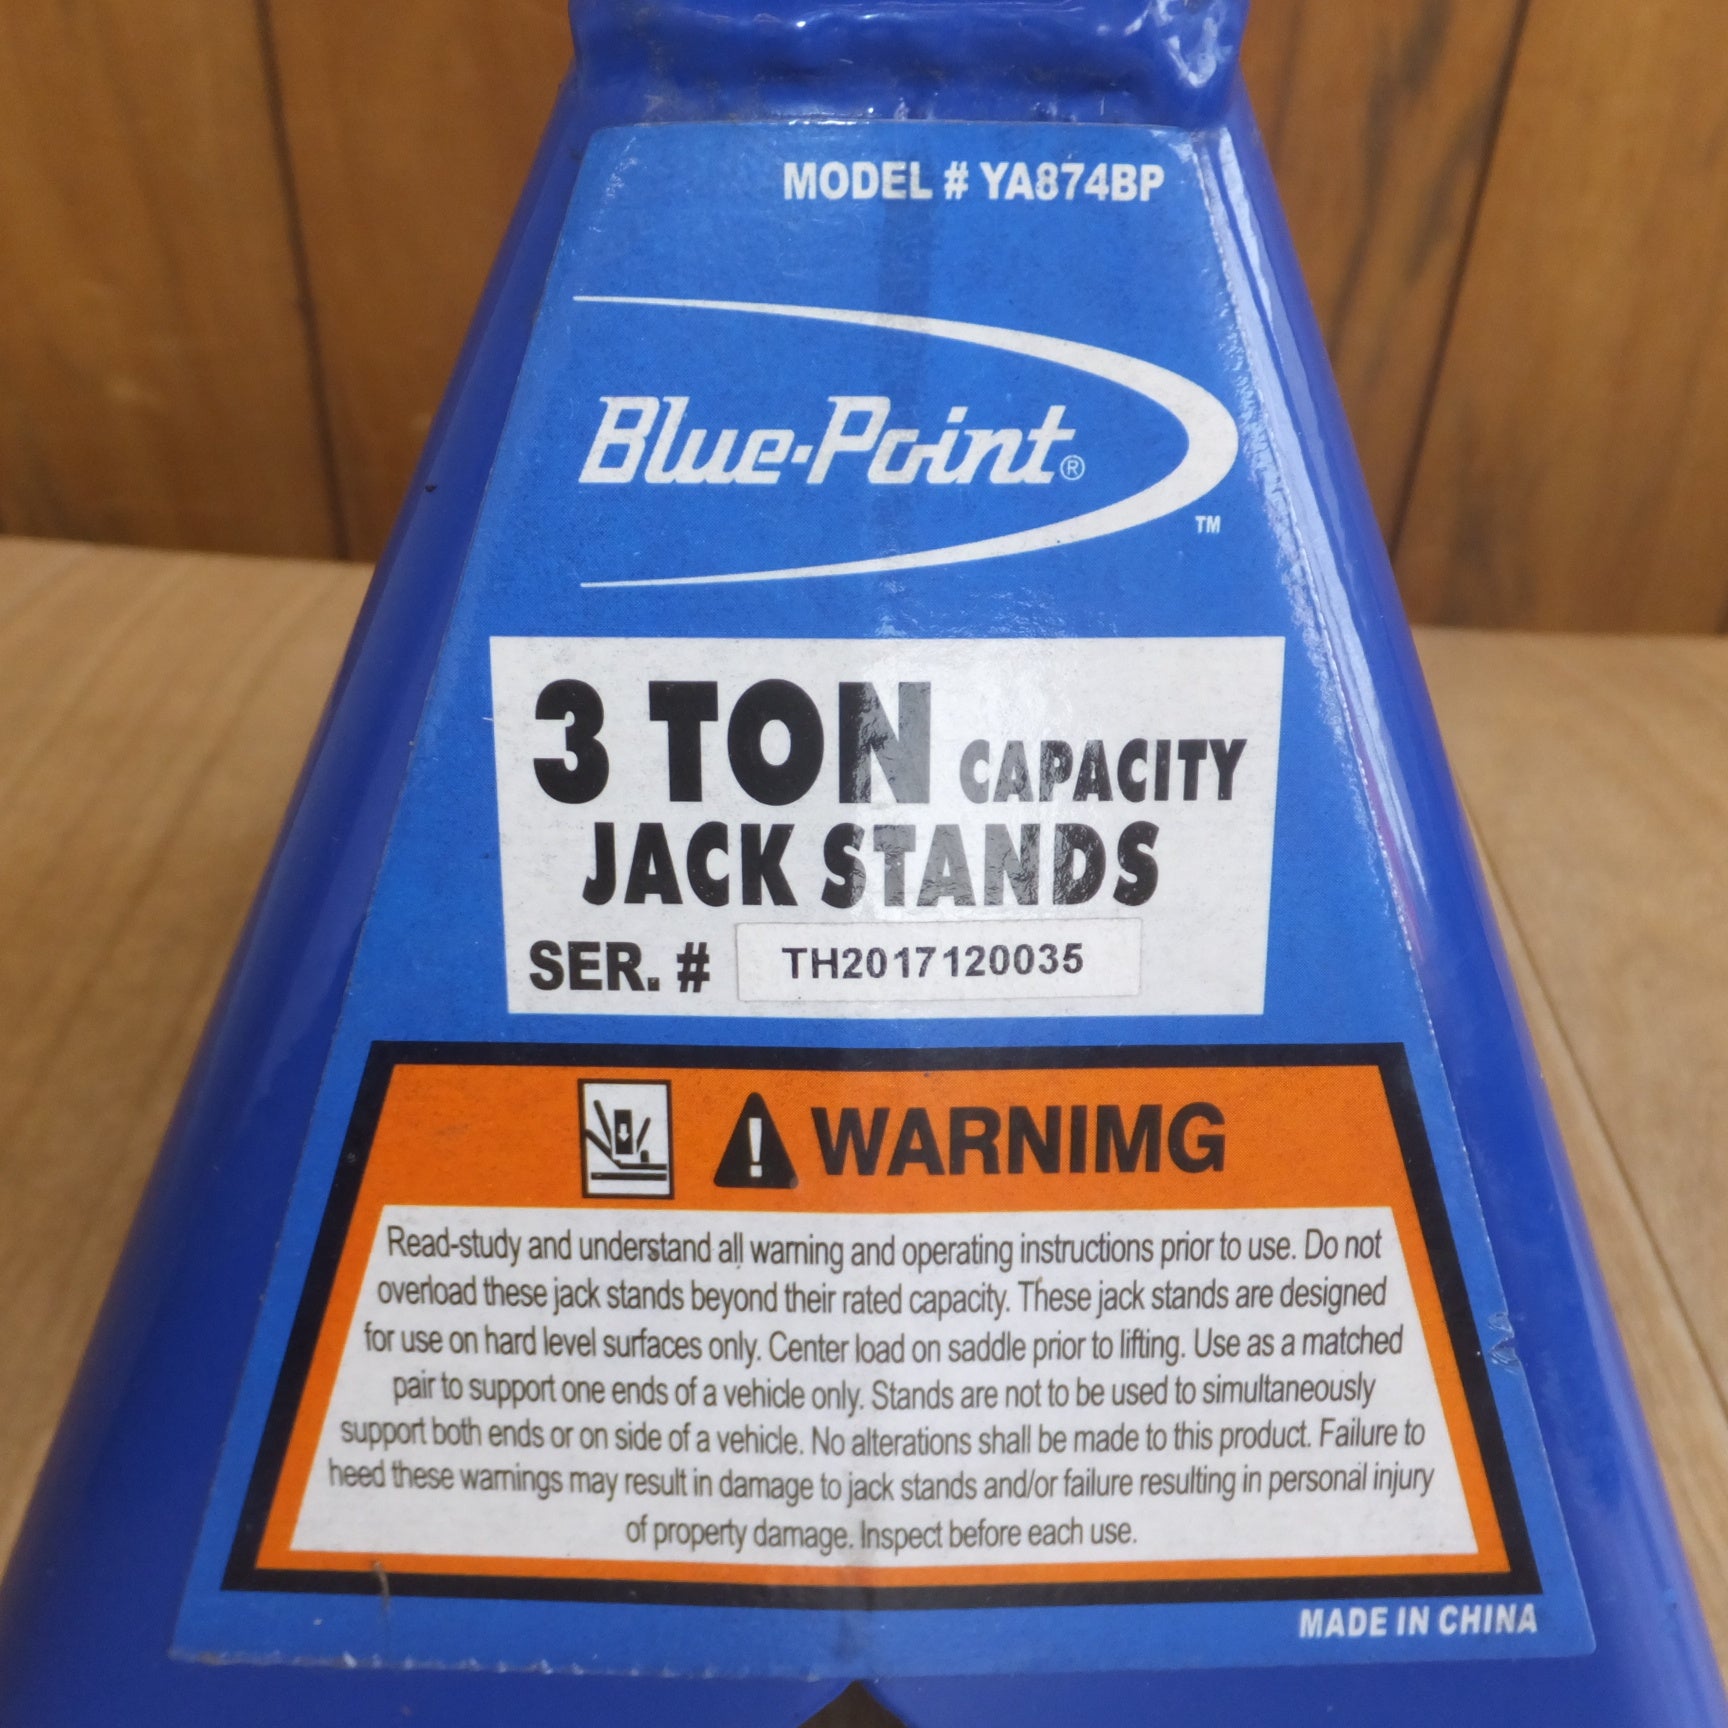 MODEL # YA874BP
Blue-Point®
TM
3 TON CAPACITY
JACK STANDS
SER. # TH2017120035
WARNIMG
Read-study and understand all warning and operating instructions prior to use. Do not
overload these jack stands beyond their rated capacity. These jack stands are designed
for use on hard level surfaces only. Center load on saddle prior to lifting. Use as a matched
pair to support one ends of a vehicle only. Stands are not to be used to simultaneously
support both ends or on side of a vehicle. No alterations shall be made to this product. Failure to
heed these warnings may result in damage to jack stands and/or failure resulting in personal injury
of property damage. Inspect before each use.
MADE IN CHINA